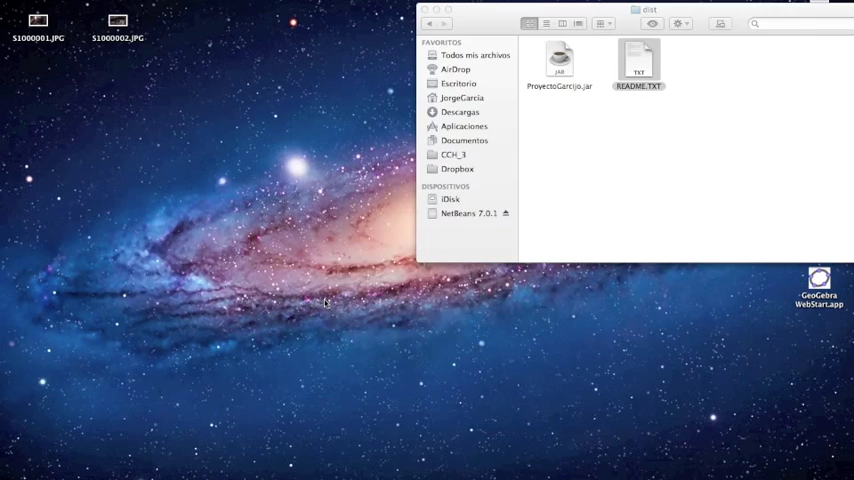 S1000001.JPG
S1000002.JPG
dist
FAVORITOS
Todos mis archivos
AirDrop
Escritorio
JorgeGarcia
Descargas
Aplicaciones
Documentos
CCH_3
Dropbox
DISPOSITIVOS
iDisk
NetBeans 7.0.1
JAR
ProyectoGarcijo.jar
TXT
README.TXT
GeoGebra
WebStart.app